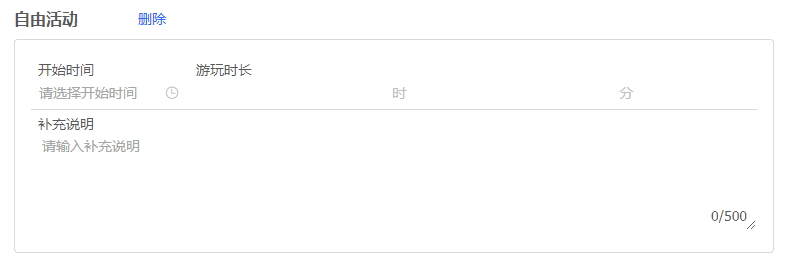 自由活动 删除
开始时间 游玩时长
请选择开始时间 时 分
补充说明
请输入补充说明
0/500